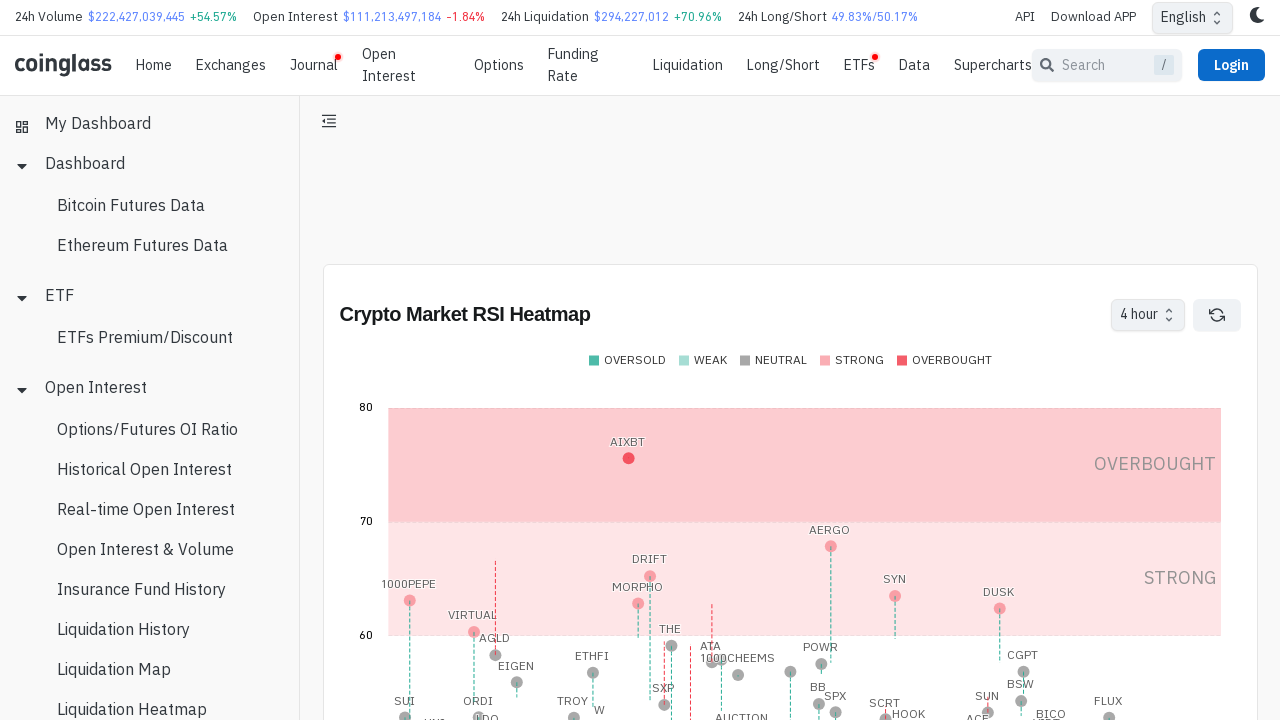 24h Volume $222,427,039,445 +54.57% Open Interest $111,213,497,184 -1.84% 24h Liquidation $294,227,012 +70.96% 24h Long/Short 49.83%/50.17% API Download APP English
coinglass Home Exchanges Journal Open Interest Options Funding Rate Liquidation Long/Short ETFs Data Supercharts Search / Login
My Dashboard
Dashboard
Bitcoin Futures Data
Ethereum Futures Data
ETF
ETFs Premium/Discount
Open Interest
Options/Futures OI Ratio
Historical Open Interest
Real-time Open Interest
Open Interest & Volume
Insurance Fund History
Liquidation History
Liquidation Map
Liquidation Heatmap
Crypto Market RSI Heatmap 4 hour
OVERSOLD WEAK NEUTRAL STRONG OVERBOUGHT
80
AIXBT
OVERBOUGHT
70
AERGO
DRIFT
STRONG
1000PEPE MORPHO SYN
DUSK
VIRTUAL
THE
60
AGLD
ATA POWR
EIGEN ETHFI 1000CHEEMS CGPT
SXP BB BSW
SUI ORDI TROY SPX SCRT SUN FLUX
W AUCTION HOOK BICO